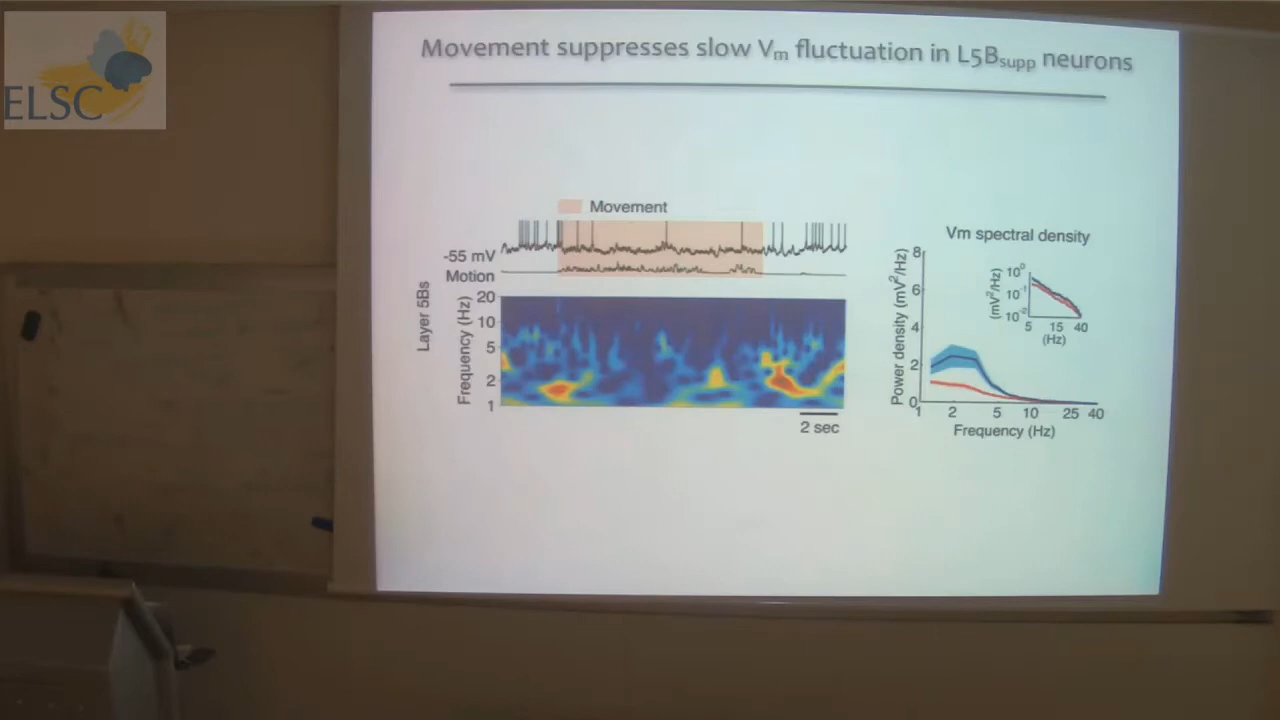 ELSC
Movement suppresses slow Vm fluctuation in L5Bsupp neurons
Movement
-55 mV
Motion
Layer 5Bs
Frequency (Hz)
20
10
5
2
1
2 sec
Vm spectral density
Power density (mV²/Hz)
8
6
4
2
0
1 2 5 10 25 40
Frequency (Hz)
(mV²/Hz)
10⁰
10⁻¹
10⁻²
5 15 40
(Hz)